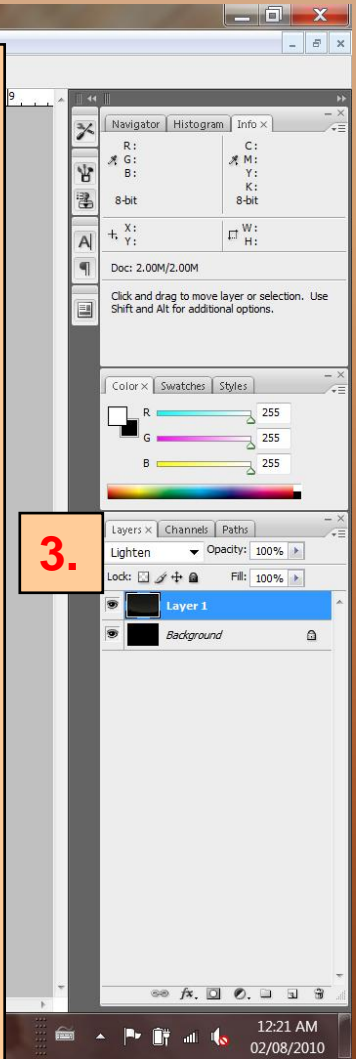 9
Navigator Histogram Info ×
R: C:
G: M:
B: Y:
K:
8-bit 8-bit
X: W:
Y: H:
Doc: 2.00M/2.00M
Click and drag to move layer or selection. Use
Shift and Alt for additional options.
Color × Swatches Styles
R 255
G 255
B 255
3.
Layers × Channels Paths
Lighten Opacity: 100%
Lock: Fill: 100%
Layer 1
Background
fx.
12:21 AM
02/08/2010